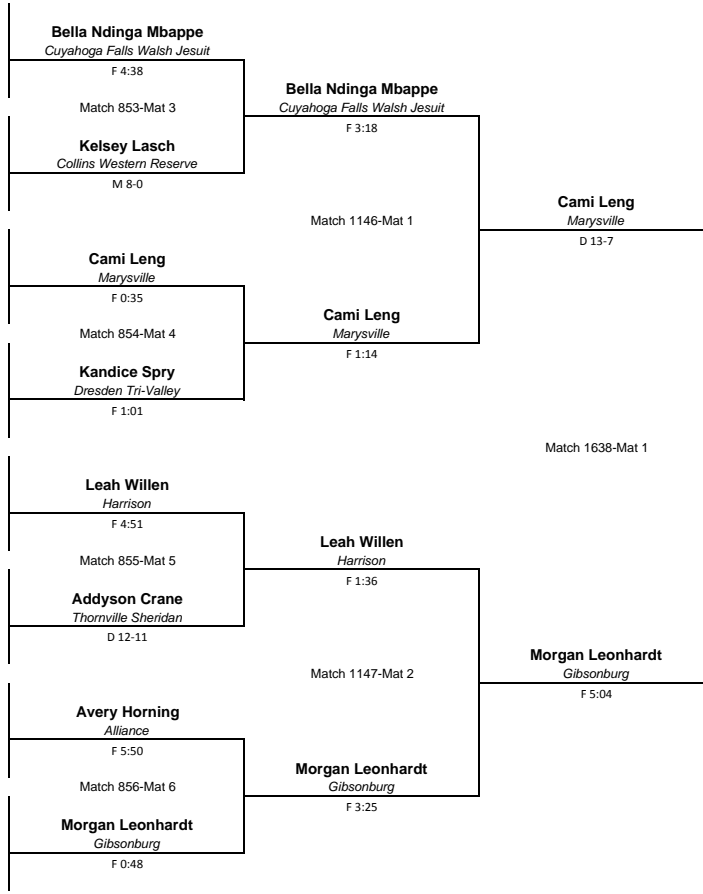 Bella Ndinga Mbappe
Cuyahoga Falls Walsh Jesuit
F 4:38
Match 853-Mat 3
Kelsey Lasch
Collins Western Reserve
M 8-0
Cami Leng
Marysville
F 0:35
Match 854-Mat 4
Kandice Spry
Dresden Tri-Valley
F 1:01
Leah Willen
Harrison
F 4:51
Match 855-Mat 5
Addyson Crane
Thornville Sheridan
D 12-11
Avery Horning
Alliance
F 5:50
Match 856-Mat 6
Morgan Leonhardt
Gibsonburg
F 0:48
Bella Ndinga Mbappe
Cuyahoga Falls Walsh Jesuit
F 3:18
Match 1146-Mat 1
Cami Leng
Marysville
F 1:14
Leah Willen
Harrison
F 1:36
Match 1147-Mat 2
Morgan Leonhardt
Gibsonburg
F 3:25
Cami Leng
Marysville
D 13-7
Match 1638-Mat 1
Morgan Leonhardt
Gibsonburg
F 5:04